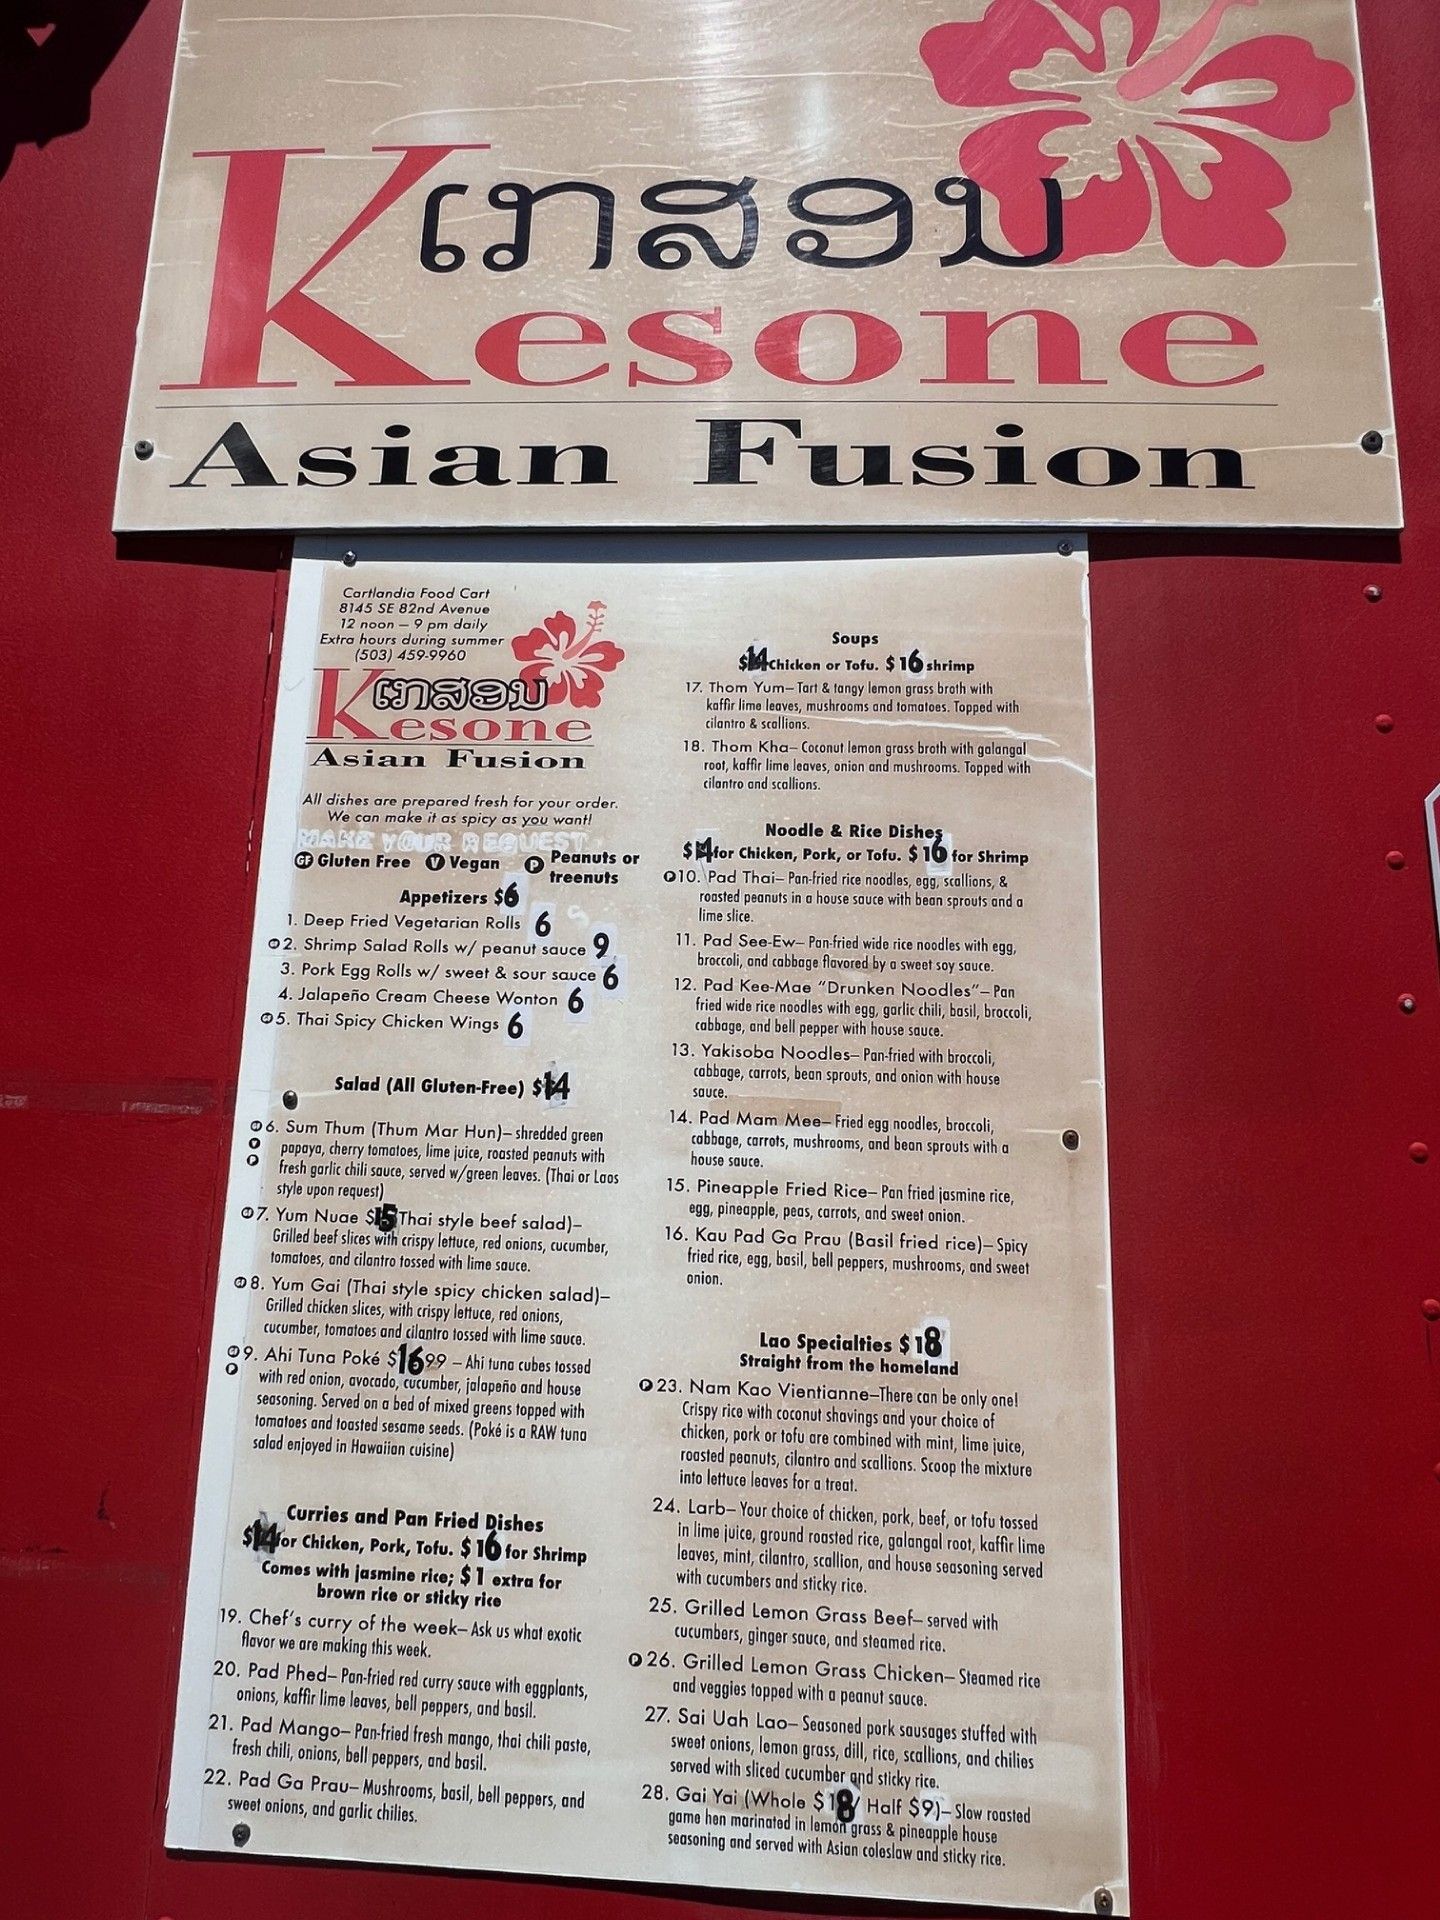 ເກສອນ
Kesone
Asian Fusion
Cartlandia Food Cart
8145 SE 82nd Avenue
12 noon – 9 pm daily
Extra hours during summer
(503) 459-9960
ເກສອນ
Kesone
Asian Fusion
All dishes are prepared fresh for your order.
We can make it as spicy as you want!
MAKE YOUR REQUEST
GF Gluten Free V Vegan P Peanuts or
treenuts
Appetizers $6
1. Deep Fried Vegetarian Rolls 6
GF 2. Shrimp Salad Rolls w/ peanut sauce 9
3. Pork Egg Rolls w/ sweet & sour sauce 6
4. Jalapeño Cream Cheese Wonton 6
GF 5. Thai Spicy Chicken Wings 6
Salad (All Gluten-Free) $14
GF 6. Sum Thum (Thum Mar Hun)– shredded green
V papaya, cherry tomatoes, lime juice, roasted peanuts with
P fresh garlic chili sauce, served w/green leaves. (Thai or Laos
style upon request)
GF 7. Yum Nuae $15 Thai style beef salad)–
Grilled beef slices with crispy lettuce, red onions, cucumber,
tomatoes, and cilantro tossed with lime sauce.
GF 8. Yum Gai (Thai style spicy chicken salad)–
Grilled chicken slices, with crispy lettuce, red onions,
cucumber, tomatoes and cilantro tossed with lime sauce.
GF 9. Ahi Tuna Poké $16 99 – Ahi tuna cubes tossed
P with red onion, avocado, cucumber, jalapeño and house
seasoning. Served on a bed of mixed greens topped with
tomatoes and toasted sesame seeds. (Poké is a RAW tuna
salad enjoyed in Hawaiian cuisine)
Curries and Pan Fried Dishes
$14 for Chicken, Pork, Tofu. $16 for Shrimp
Comes with jasmine rice; $1 extra for
brown rice or sticky rice
19. Chef's curry of the week– Ask us what exotic
flavor we are making this week.
20. Pad Phed– Pan-fried red curry sauce with eggplants,
onions, kaffir lime leaves, bell peppers, and basil.
21. Pad Mango– Pan-fried fresh mango, thai chili paste,
fresh chili, onions, bell peppers, and basil.
22. Pad Ga Prau– Mushrooms, basil, bell peppers, and
sweet onions, and garlic chilies.
Soups
$14 Chicken or Tofu. $16 shrimp
17. Thom Yum– Tart & tangy lemon grass broth with
kaffir lime leaves, mushrooms and tomatoes. Topped with
cilantro & scallions.
18. Thom Kha– Coconut lemon grass broth with galangal
root, kaffir lime leaves, onion and mushrooms. Topped with
cilantro and scallions.
Noodle & Rice Dishes
$14 for Chicken, Pork, or Tofu. $16 for Shrimp
P 10. Pad Thai– Pan-fried rice noodles, egg, scallions, &
roasted peanuts in a house sauce with bean sprouts and a
lime slice.
11. Pad See-Ew– Pan-fried wide rice noodles with egg,
broccoli, and cabbage flavored by a sweet soy sauce.
12. Pad Kee-Mae "Drunken Noodles"– Pan
fried wide rice noodles with egg, garlic chili, basil, broccoli,
cabbage, and bell pepper with house sauce.
13. Yakisoba Noodles– Pan-fried with broccoli,
cabbage, carrots, bean sprouts, and onion with house
sauce.
14. Pad Mam Mee– Fried egg noodles, broccoli,
cabbage, carrots, mushrooms, and bean sprouts with a
house sauce.
15. Pineapple Fried Rice– Pan fried jasmine rice,
egg, pineapple, peas, carrots, and sweet onion.
16. Kau Pad Ga Prau (Basil fried rice)– Spicy
fried rice, egg, basil, bell peppers, mushrooms, and sweet
onion.
Lao Specialties $18
Straight from the homeland
P 23. Nam Kao Vientianne–There can be only one!
Crispy rice with coconut shavings and your choice of
chicken, pork or tofu are combined with mint, lime juice,
roasted peanuts, cilantro and scallions. Scoop the mixture
into lettuce leaves for a treat.
24. Larb– Your choice of chicken, pork, beef, or tofu tossed
in lime juice, ground roasted rice, galangal root, kaffir lime
leaves, mint, cilantro, scallion, and house seasoning served
with cucumbers and sticky rice.
25. Grilled Lemon Grass Beef– served with
cucumbers, ginger sauce, and steamed rice.
P 26. Grilled Lemon Grass Chicken– Steamed rice
and veggies topped with a peanut sauce.
27. Sai Uah Lao– Seasoned pork sausages stuffed with
sweet onions, lemon grass, dill, rice, scallions, and chilies
served with sliced cucumber and sticky rice.
28. Gai Yai (Whole $18/ Half $9)– Slow roasted
game hen marinated in lemon grass & pineapple house
seasoning and served with Asian coleslaw and sticky rice.